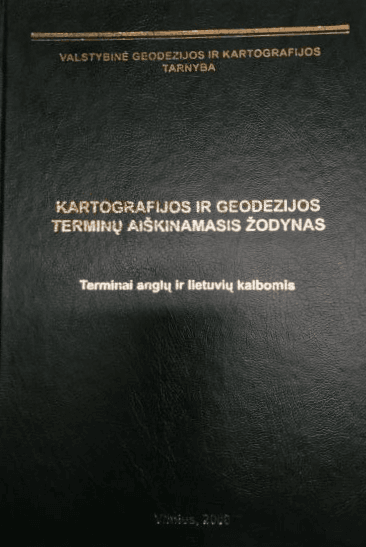 VALSTYBINĖ GEODEZIJOS IR KARTOGRAFIJOS
TARNYBA
KARTOGRAFIJOS IR GEODEZIJOS
TERMINŲ AIŠKINAMASIS ŽODYNAS
Terminai anglų ir lietuvių kalbomis
Vilnius,